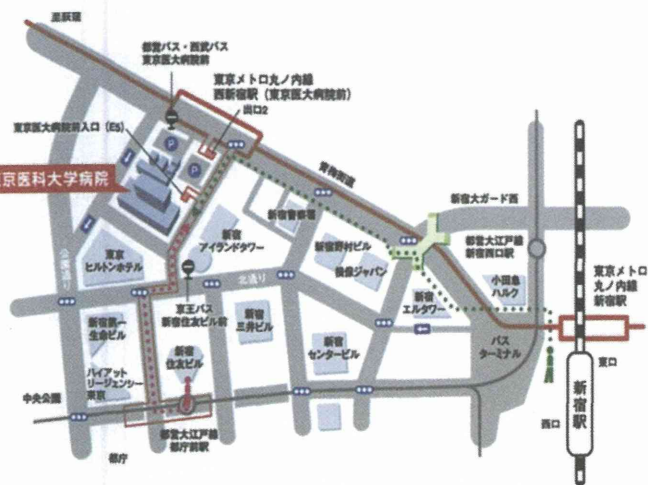 至荻窪
都営バス・西武バス
東京医大病院前
東京メトロ丸ノ内線
西新宿駅（東京医大病院前）
出口2
東京医大病院前入口（E5）
京医科大学病院
青梅街道
新宿大ガード西
新宿警察署
新宿
アイランドタワー
新宿野村ビル
損保ジャパン
都営大江戸線
新宿西口駅
小田急
ハルク
東京メトロ
丸ノ内線
新宿駅
東京
ヒルトンホテル
公園通り
北通り
京王バス
新宿住友ビル前
新宿
エルタワー
新宿第一
生命ビル
新宿
三井ビル
新宿
センタービル
バス
ターミナル
新宿
住友ビル
ハイアット
リージェンシー
東京
中央公園
都営大江戸線
都庁前駅
都庁
東口
西口
新宿駅
P
P